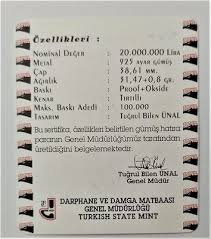 Özellikleri :
Nominal Değer : 20.000.000 Lira
Metal : 925 ayar gümüş
Çap : 38,61 mm.
Ağırlık : 31,47±0,8 gr.
Baskı : Proof+Oksidi
Kenar : Tırtıllı
Maks. Baskı Adedi : 100.000
Tasarım : Tuğrul Bilen ÜNAL
Bu sertifika, özellikleri belirtilen gümüş hatıra
paranın Genel Müdürlüğümüz tarafından
üretildiğini belgelemektedir.
Tuğrul Bilen ÜNAL
Genel Müdür
DARPHANE VE DAMGA MATBAASI
GENEL MÜDÜRLÜĞÜ
TURKISH STATE MINT